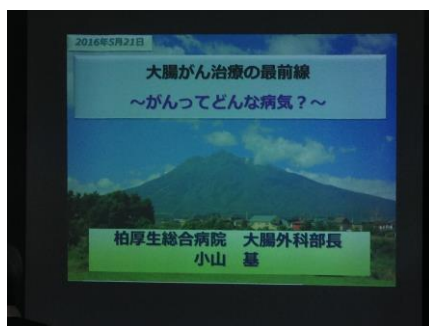 2016年5月21日
大腸がん治療の最前線
～がんってどんな病気？～
柏厚生総合病院　大腸外科部長
小山　基